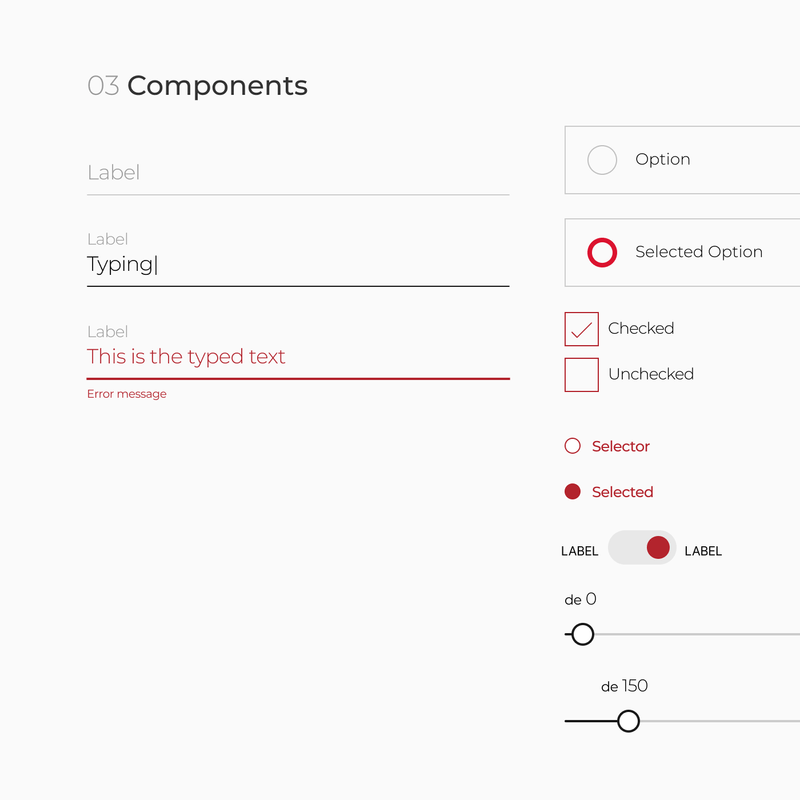 03 Components
Label
Label
Typing|
Label
This is the typed text
Error message
Option
Selected Option
Checked
Unchecked
Selector
Selected
LABEL LABEL
de 0
de 150